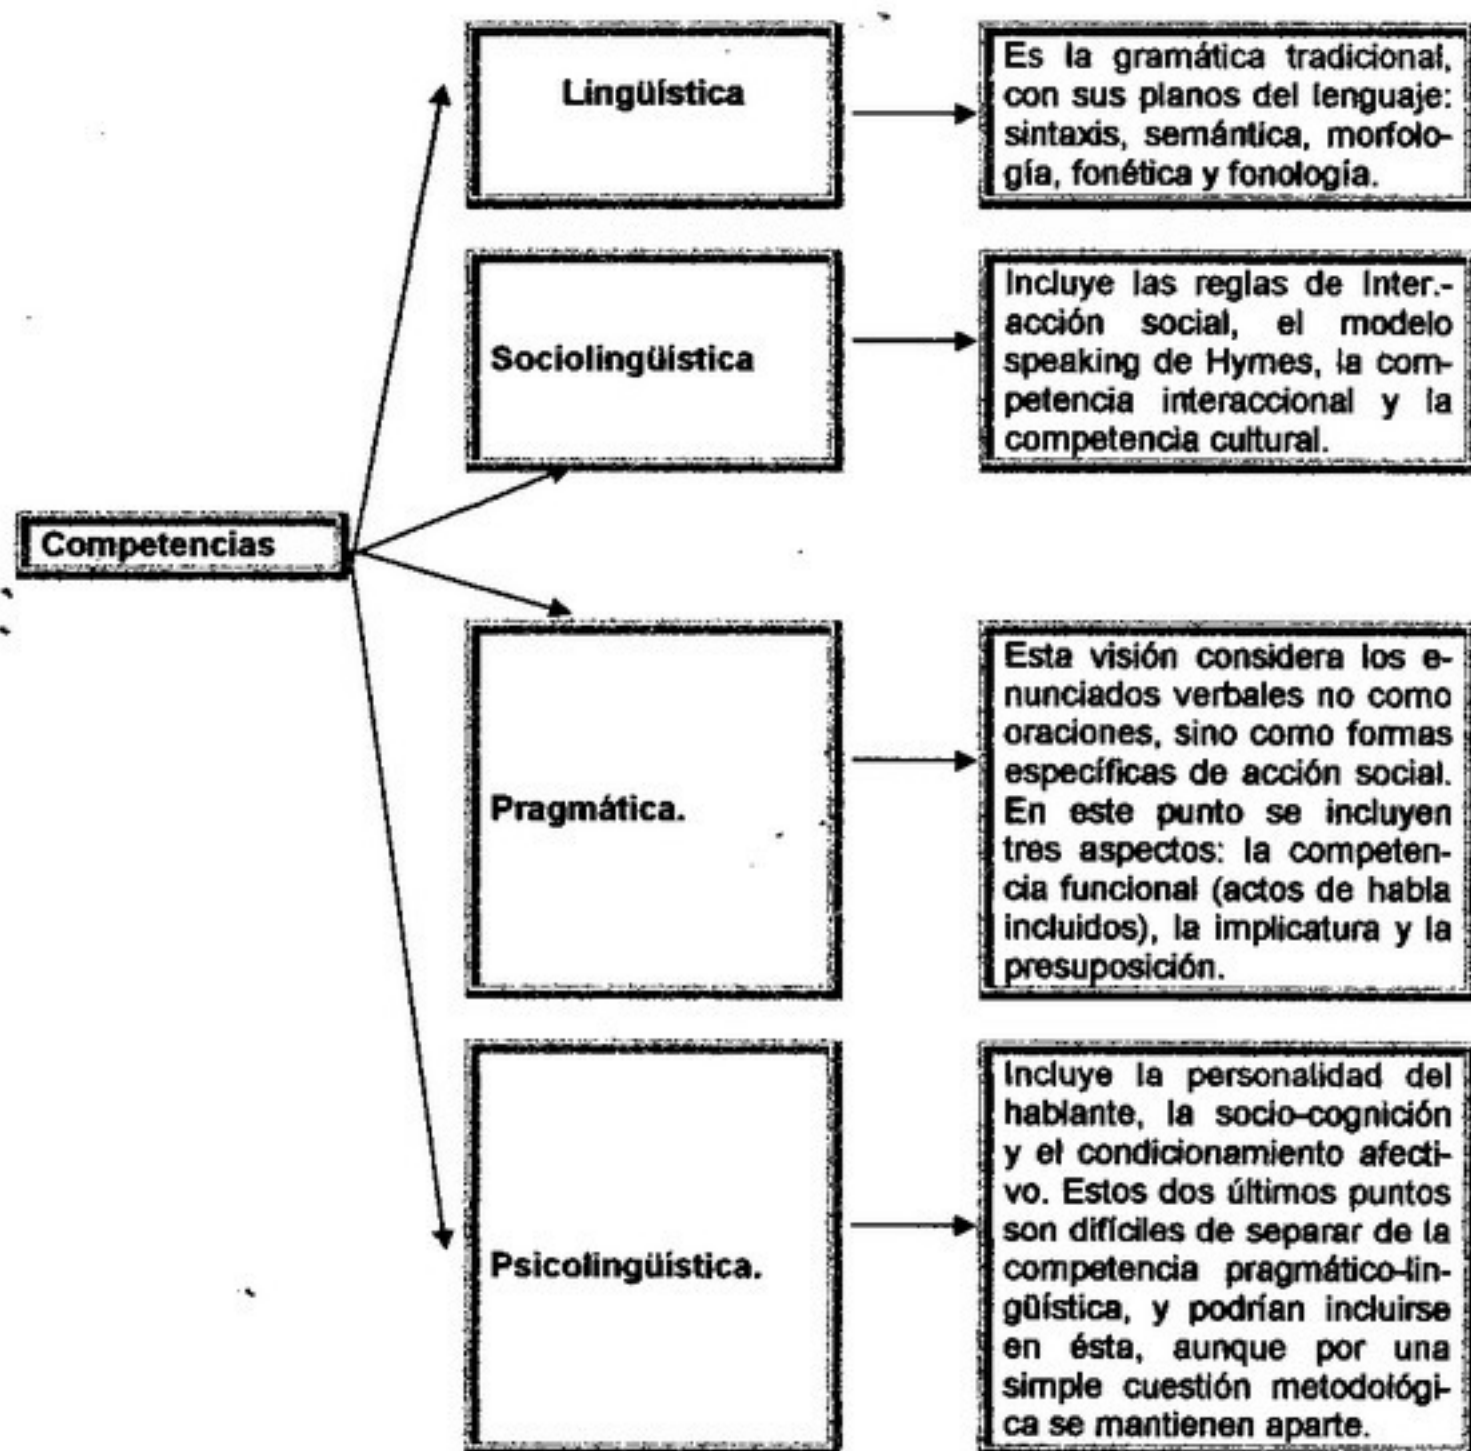 Lingüística
Es la gramática tradicional,
con sus planos del lenguaje:
sintaxis, semántica, morfolo-
gía, fonética y fonología.
Sociolingüística
Incluye las reglas de Inter.-
acción social, el modelo
speaking de Hymes, la com-
petencia interaccional y la
competencia cultural.
Competencias
Pragmática.
Esta visión considera los e-
nunciados verbales no como
oraciones, sino como formas
específicas de acción social.
En este punto se incluyen
tres aspectos: la competen-
cia funcional (actos de habla
incluidos), la implicatura y la
presuposición.
Psicolingüística.
Incluye la personalidad del
hablante, la socio-cognición
y el condicionamiento afecti-
vo. Estos dos últimos puntos
son difíciles de separar de la
competencia pragmático-lin-
güística, y podrían incluirse
en ésta, aunque por una
simple cuestión metodológi-
ca se mantienen aparte.